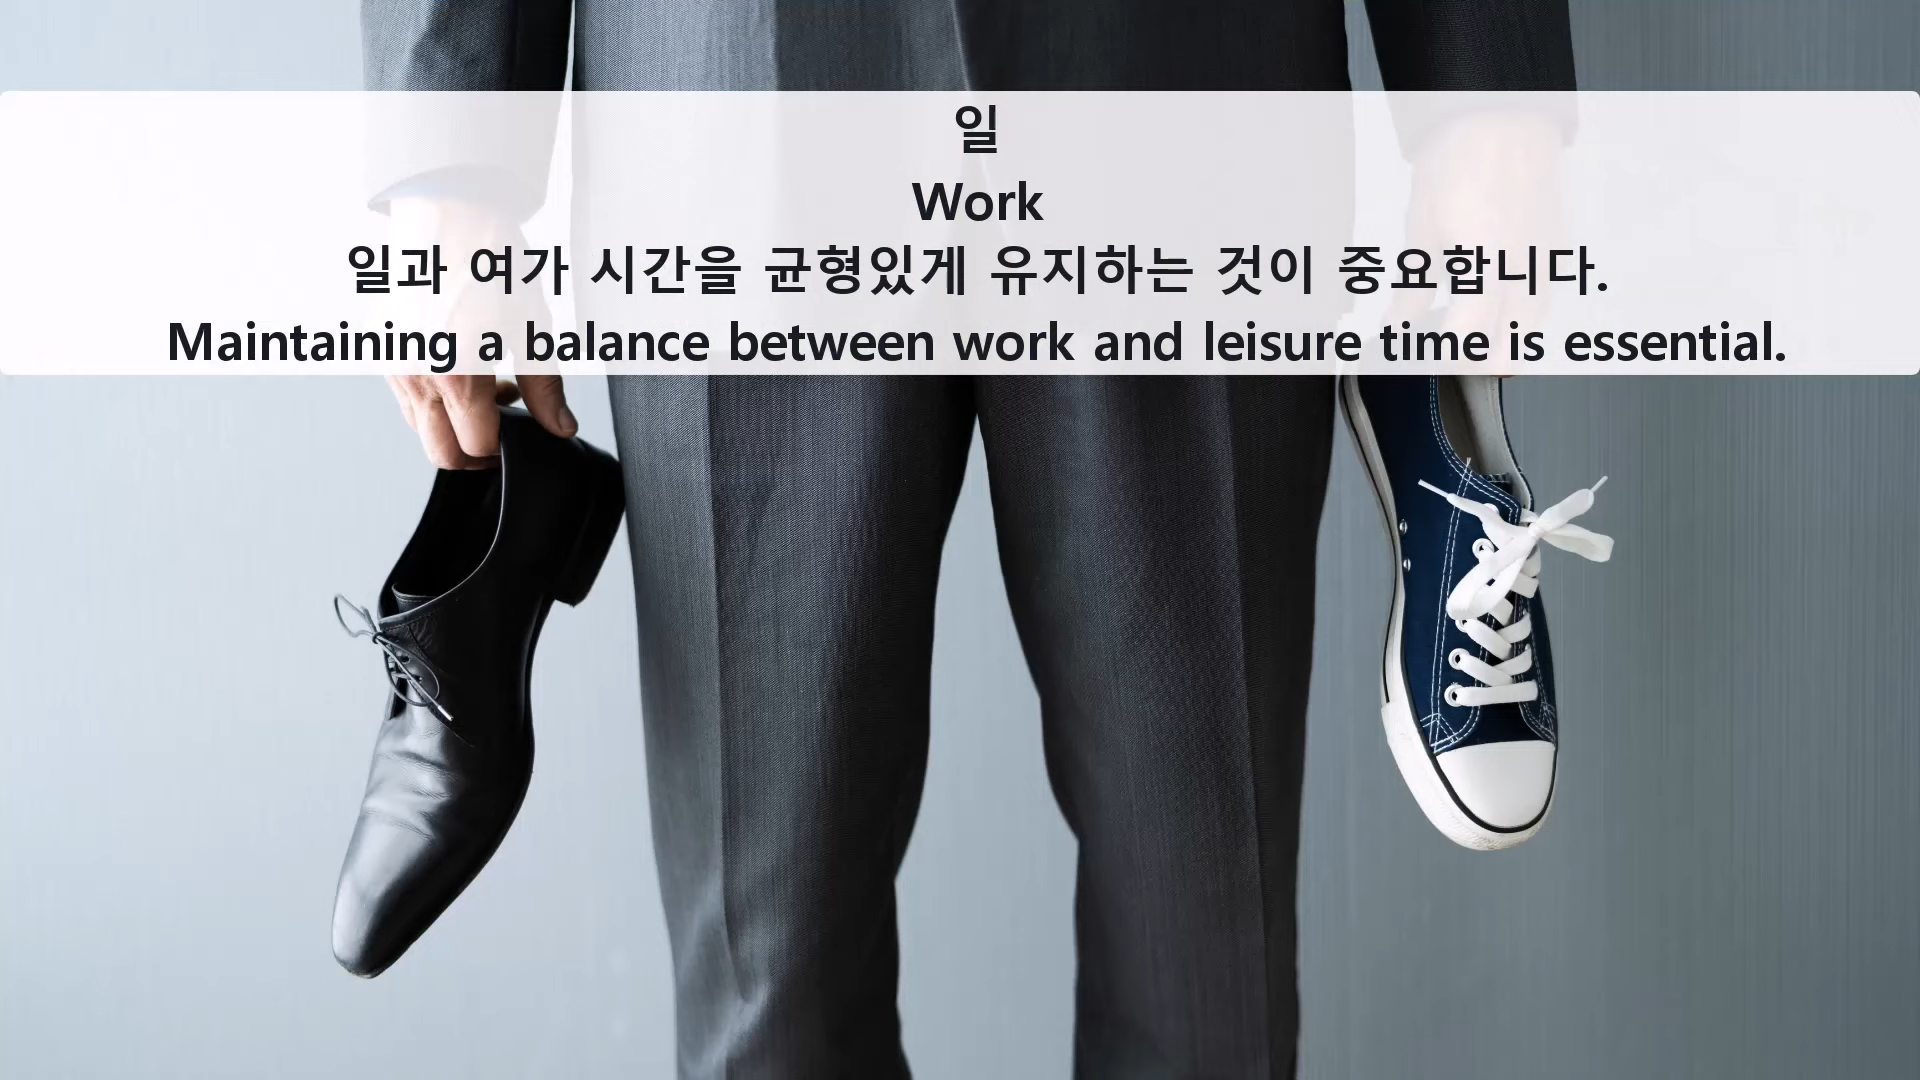 일
Work
일과 여가 시간을 균형있게 유지하는 것이 중요합니다.
Maintaining a balance between work and leisure time is essential.